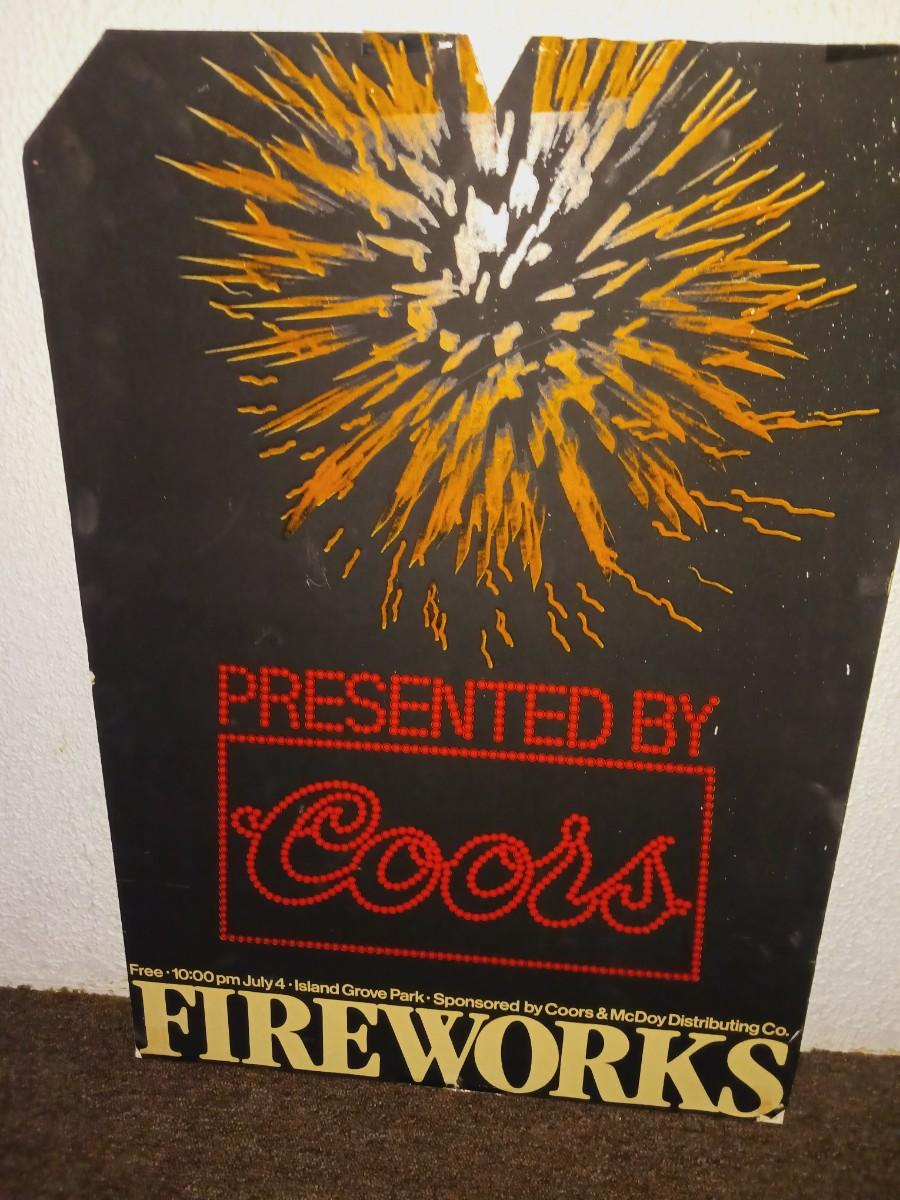 PRESENTED BY
Coors
Free · 10:00 pm July 4 · Island Grove Park · Sponsored by Coors & McDoy Distributing Co.
FIREWORKS